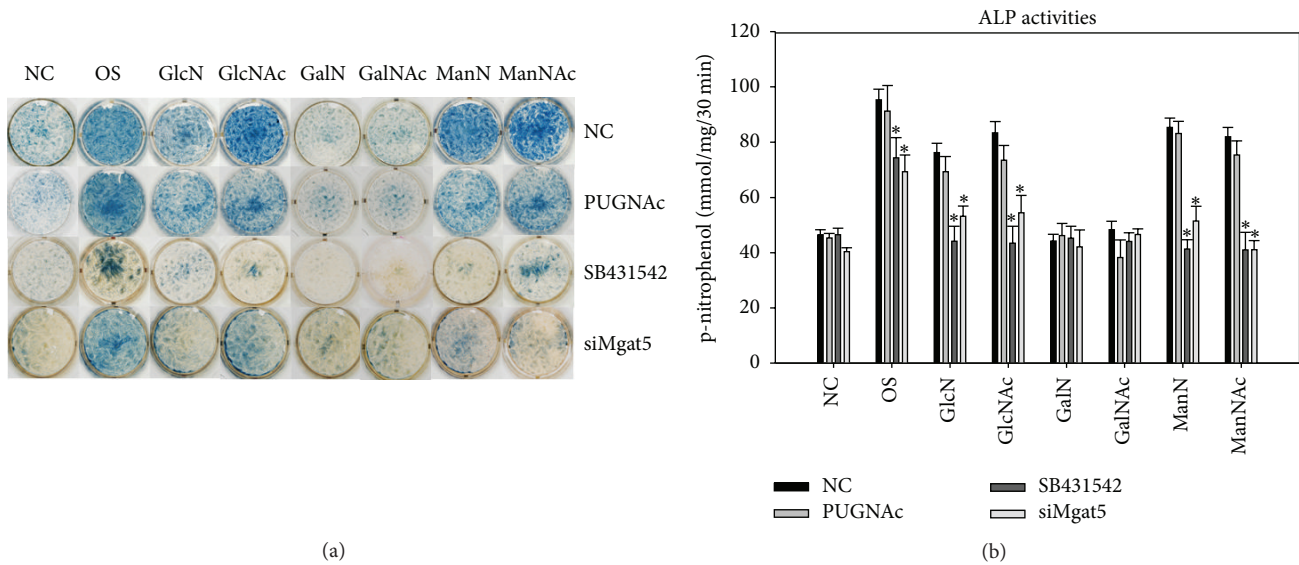 NC OS GlcN GlcNAc GalN GalNAc ManN ManNAc
NC
PUGNAc
SB431542
siMgat5
(a)
ALP activities
p-nitrophenol (mmol/mg/30 min)
120
100
80
60
40
20
0
* * * * * * * * * *
NC OS GlcN GlcNAc GalN GalNAc ManN ManNAc
NC SB431542
PUGNAc siMgat5
(b)